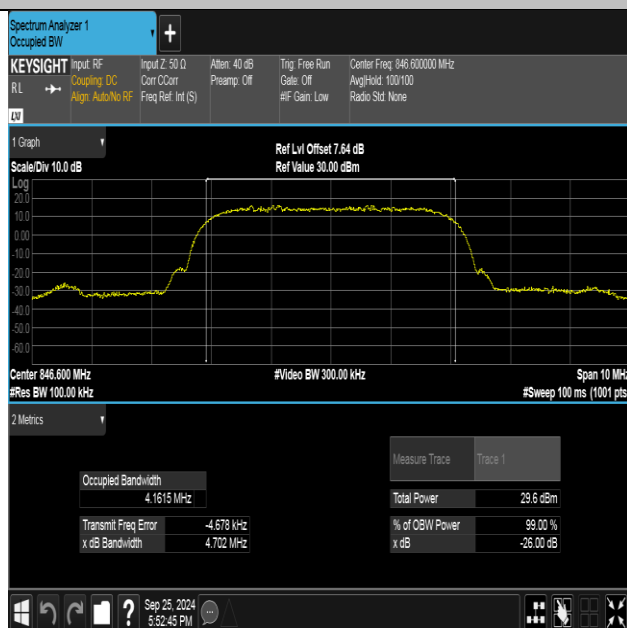 Spectrum Analyzer 1
Occupied BW
+
KEYSIGHT Input: RF Input Z: 50 Ω Atten: 40 dB Trig: Free Run Center Freq: 846.600000 MHz
RL Coupling: DC Corr CCorr Preamp: Off Gate: Off Avg|Hold: 100/100
Align: Auto/No RF Freq Ref: Int (S) #IF Gain: Low Radio Std: None
LXI
1 Graph
Ref Lvl Offset 7.64 dB
Scale/Div 10.0 dB Ref Value 30.00 dBm
Log
20.0
10.0
0.00
-10.0
-20.0
-30.0
-40.0
-50.0
-60.0
Center 846.600 MHz #Video BW 300.00 kHz Span 10 MHz
#Res BW 100.00 kHz #Sweep 100 ms (1001 pts
2 Metrics
Measure Trace Trace 1
Occupied Bandwidth
4.1615 MHz Total Power 29.6 dBm
Transmit Freq Error -4.678 kHz % of OBW Power 99.00 %
x dB Bandwidth 4.702 MHz x dB -26.00 dB
?
Sep 25, 2024
5:52:45 PM